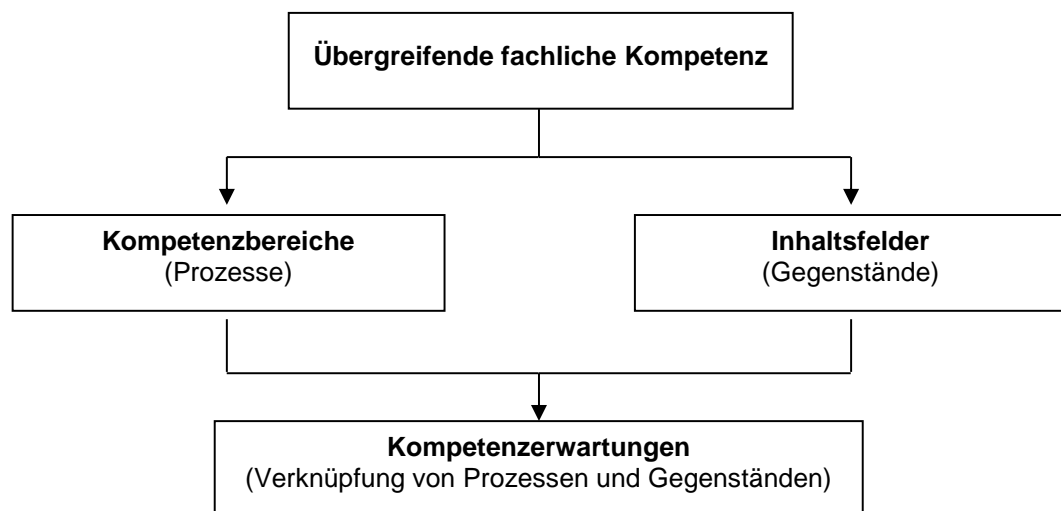 Übergreifende fachliche Kompetenz
Kompetenzbereiche
(Prozesse)
Inhaltsfelder
(Gegenstände)
Kompetenzerwartungen
(Verknüpfung von Prozessen und Gegenständen)